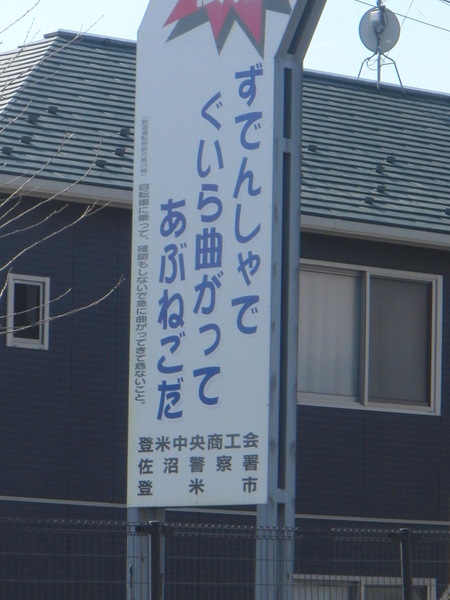 ずでんしゃで
ぐいら曲がって
あぶねごだ
自転車に乗って、確認もしないで急に曲がってきて危ないこと。
登米中央商工会
佐沼警察署
登米市